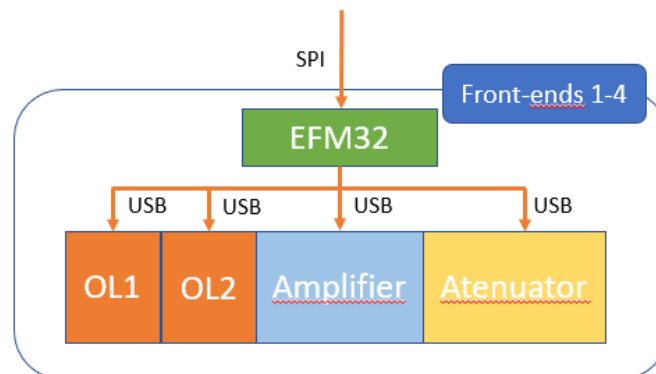 SPI
Front-ends 1-4
EFM32
USB
USB
USB
USB
OL1
OL2
Amplifier
Atenuator